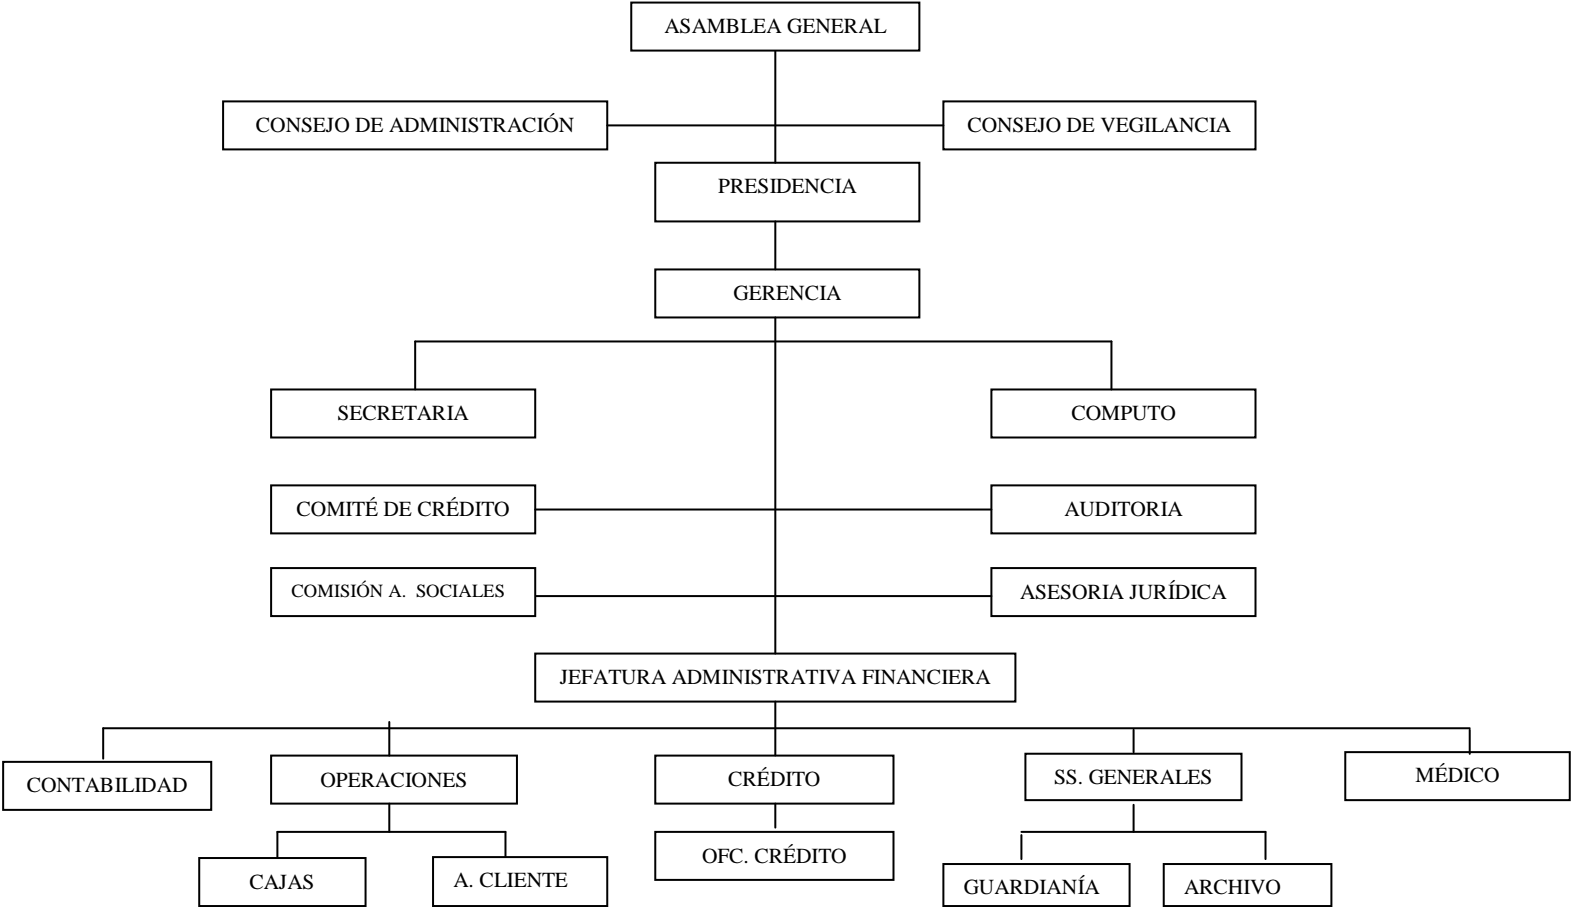 ASAMBLEA GENERAL
CONSEJO DE ADMINISTRACIÓN
CONSEJO DE VEGILANCIA
PRESIDENCIA
GERENCIA
SECRETARIA
COMPUTO
COMITÉ DE CRÉDITO
AUDITORIA
COMISIÓN A. SOCIALES
ASESORIA JURÍDICA
JEFATURA ADMINISTRATIVA FINANCIERA
CONTABILIDAD
OPERACIONES
CRÉDITO
SS. GENERALES
MÉDICO
CAJAS
A. CLIENTE
OFC. CRÉDITO
GUARDIANÍA
ARCHIVO